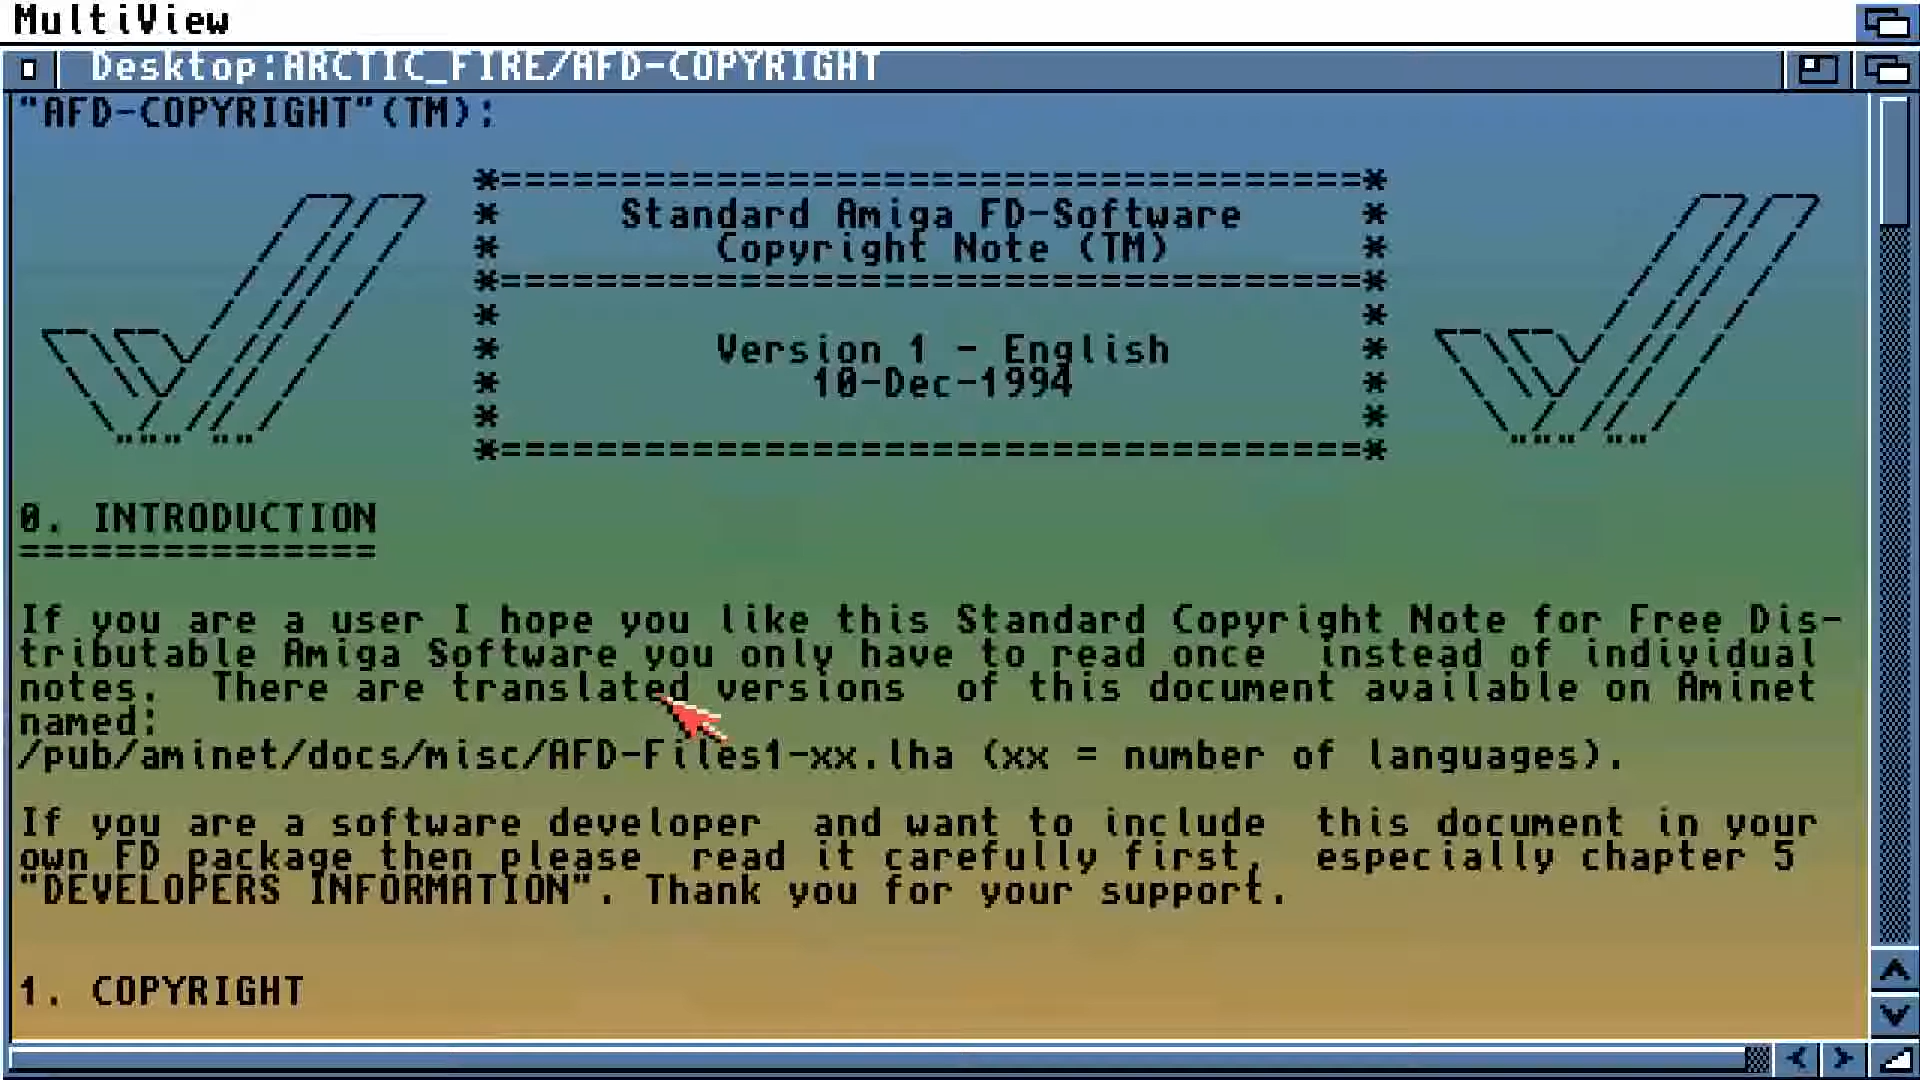 MultiView
Desktop:ARCTIC_FIRE/AFD-COPYRIGHT
"AFD-COPYRIGHT"(TM):
*====================================*
* Standard Amiga FD-Software *
* Copyright Note (TM) *
*====================================*
* *
* Version 1 - English *
* 10-Dec-1994 *
* *
*====================================*
0. INTRODUCTION
===============
If you are a user I hope you like this Standard Copyright Note for Free Dis-
tributable Amiga Software you only have to read once  instead of individual
notes.  There are translated versions  of this document available on Aminet
named:
/pub/aminet/docs/misc/AFD-Files1-xx.lha (xx = number of languages).
If you are a software developer  and want to include  this document in your
own FD package then please  read it carefully first,  especially chapter 5
"DEVELOPERS INFORMATION". Thank you for your support.
1. COPYRIGHT